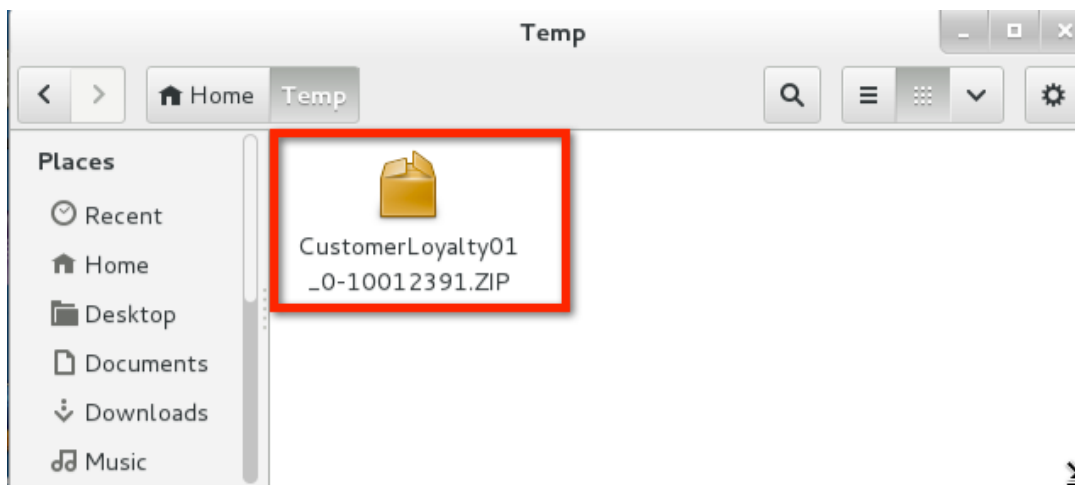 Temp
Home Temp
Places
Recent
Home
Desktop
Documents
Downloads
Music
CustomerLoyalty01
_0-10012391.ZIP